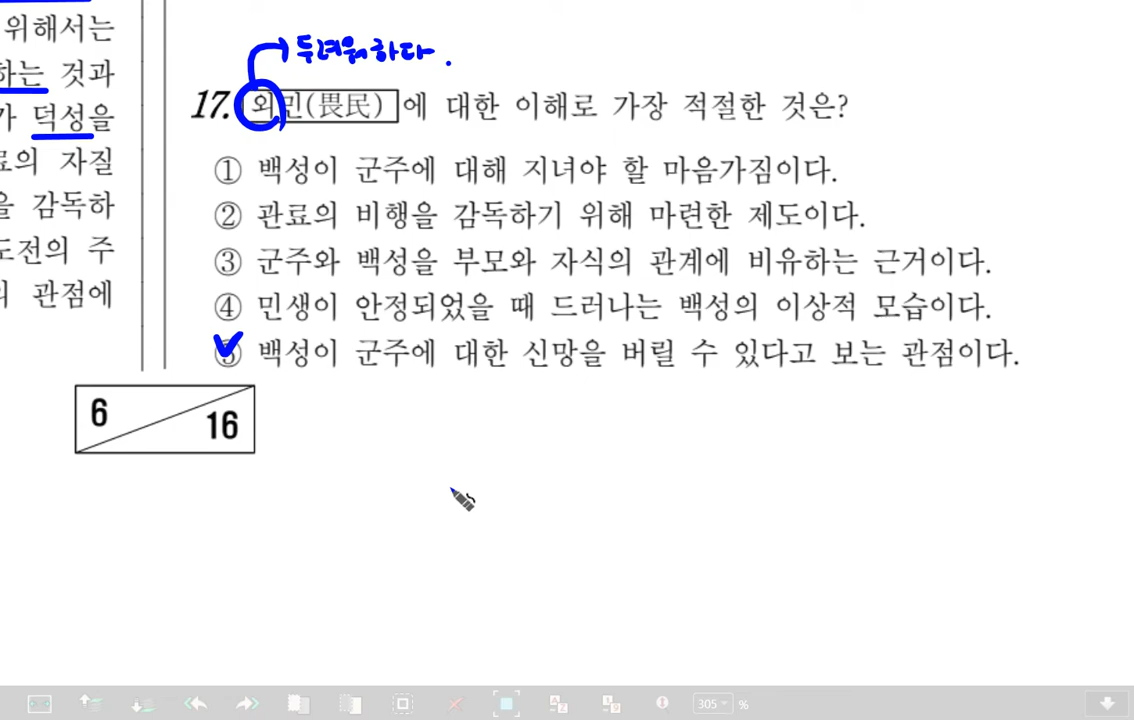 위해서는
하는 것과
가 덕성을
료의 자질
을 감독하
도전의 주
의 관점에
두려워하다.
17. 외민(畏民)에 대한 이해로 가장 적절한 것은?
① 백성이 군주에 대해 지녀야 할 마음가짐이다.
② 관료의 비행을 감독하기 위해 마련한 제도이다.
③ 군주와 백성을 부모와 자식의 관계에 비유하는 근거이다.
④ 민생이 안정되었을 때 드러나는 백성의 이상적 모습이다.
⑤ 백성이 군주에 대한 신망을 버릴 수 있다고 보는 관점이다.
6
16
305 %